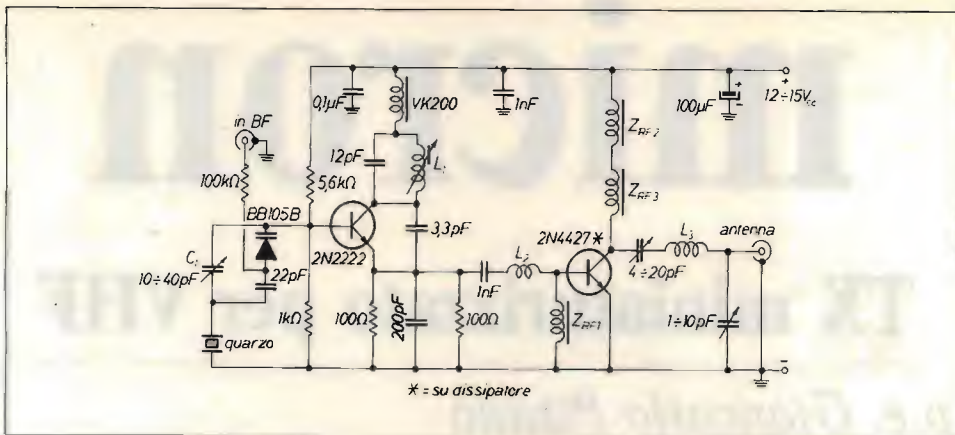 in BF
100kΩ
BB105B
C1
10÷40pF
22pF
quarzo
0,1µF
VK200
12pF
L1
5,6kΩ
2N2222
3,3pF
1kΩ
100Ω
200pF
100Ω
1nF
L2
1nF
ZRF1
2N4427*
ZRF2
ZRF3
4÷20pF
L3
antenna
1÷10pF
100µF
+
-
+
12÷15Vcc
-
* = su dissipatore